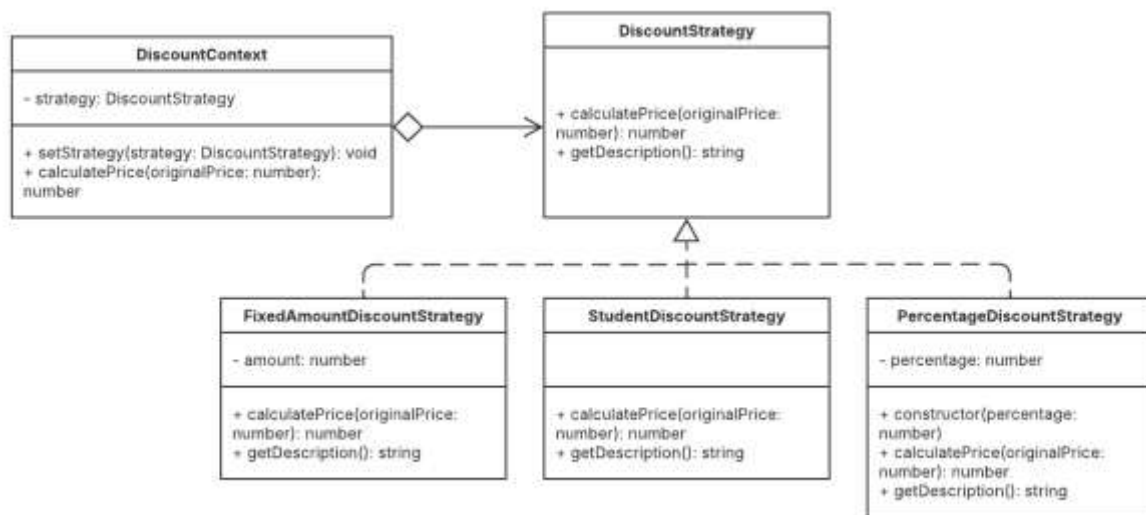 DiscountContext
- strategy: DiscountStrategy
+ setStrategy(strategy: DiscountStrategy): void
+ calculatePrice(originalPrice: number):
number
DiscountStrategy
+ calculatePrice(originalPrice:
number): number
+ getDescription(): string
FixedAmountDiscountStrategy
- amount: number
+ calculatePrice(originalPrice:
number): number
+ getDescription(): string
StudentDiscountStrategy
+ calculatePrice(originalPrice:
number): number
+ getDescription(): string
PercentageDiscountStrategy
- percentage: number
+ constructor(percentage:
number)
+ calculatePrice(originalPrice:
number): number
+ getDescription(): string